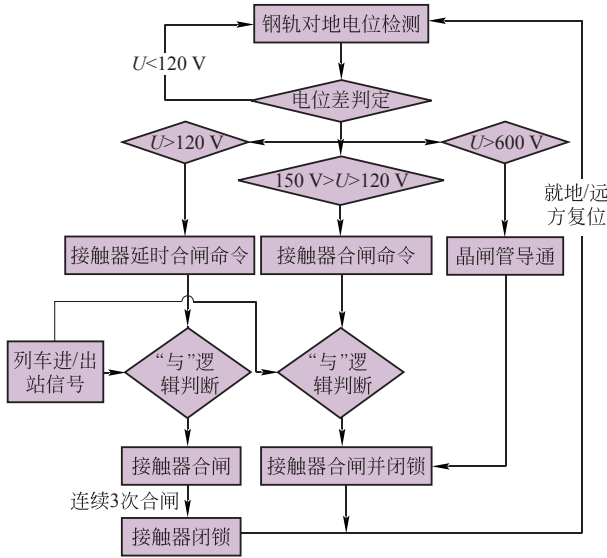 钢轨对地电位检测
U<120 V
电位差判定
U>120 V
U>600 V
150 V>U>120 V
就地/远
方复位
接触器延时合闸命令
接触器合闸命令
晶闸管导通
列车进/出
站信号
“与”逻
辑判断
“与”逻
辑判断
接触器合闸
接触器合闸并闭锁
连续3次合闸
接触器闭锁